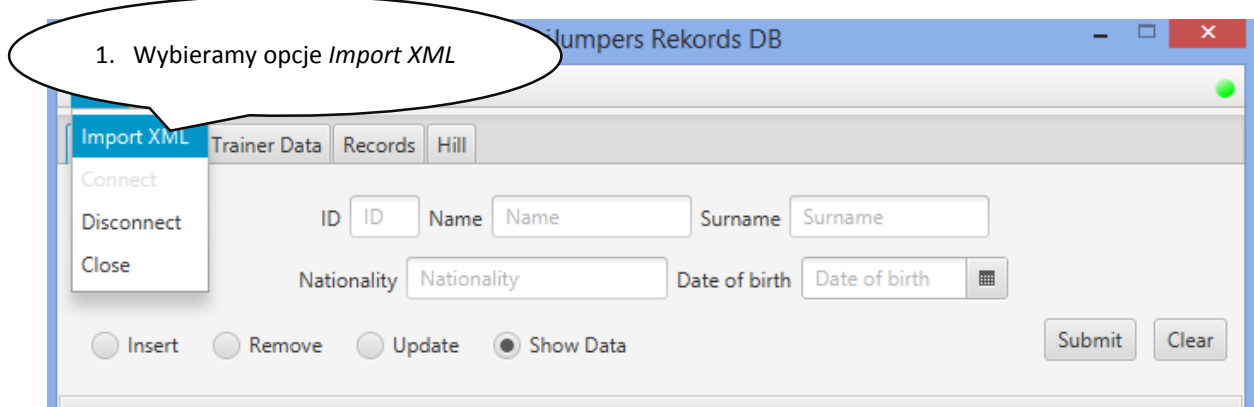 1. Wybieramy opcje Import XML
Jumpers Rekords DB
Import XML
Connect
Disconnect
Close
Trainer Data Records Hill
ID ID Name Name Surname Surname
Nationality Nationality Date of birth Date of birth
Insert Remove Update Show Data Submit Clear